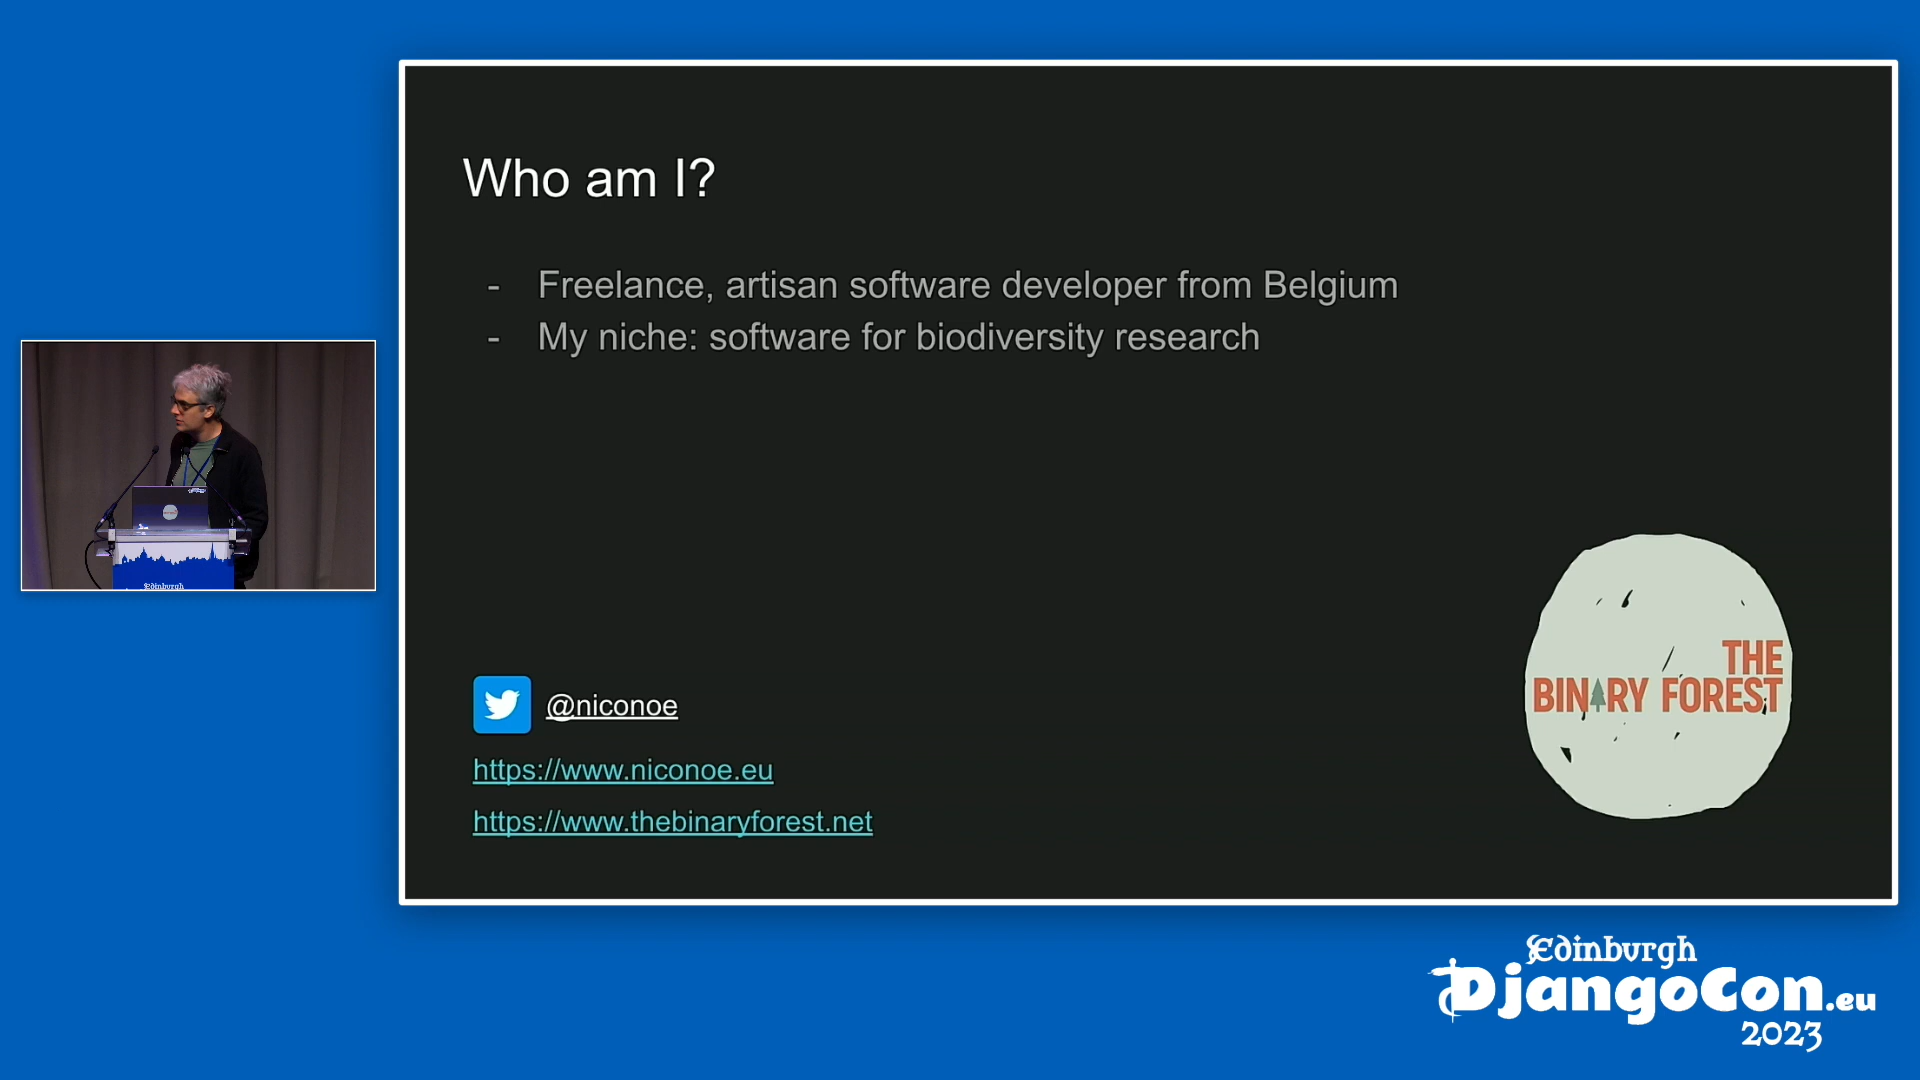 Who am I?
- Freelance, artisan software developer from Belgium
- My niche: software for biodiversity research
@niconoe
https://www.niconoe.eu
https://www.thebinaryforest.net
THE
BINARY FOREST
Edinburgh
Edinburgh
DjangoCon.eu
2023